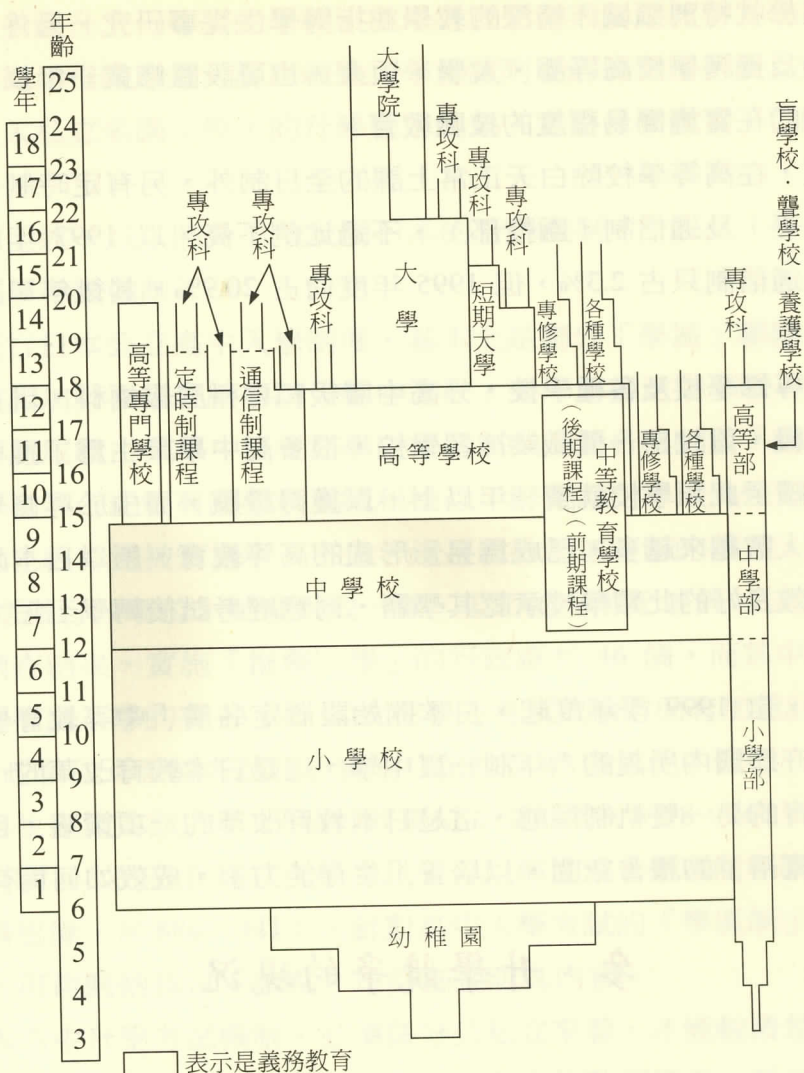 年齡
學年
25
24
23
22
21
20
19
18
17
16
15
14
13
12
11
10
9
8
7
6
5
4
3
18
17
16
15
14
13
12
11
10
9
8
7
6
5
4
3
2
1
大學院
專攻科
專攻科
專攻科
專攻科
專攻科
專攻科
大學
短期大學
專修學校
各種學校
專攻科
盲學校・聾學校・養護學校
高等專門學校
定時制課程
通信制課程
高等學校
(後期課程)(前期課程)
中等教育學校
專修學校
各種學校
高等部
中學校
中學部
小學校
小學部
幼稚園
表示是義務教育